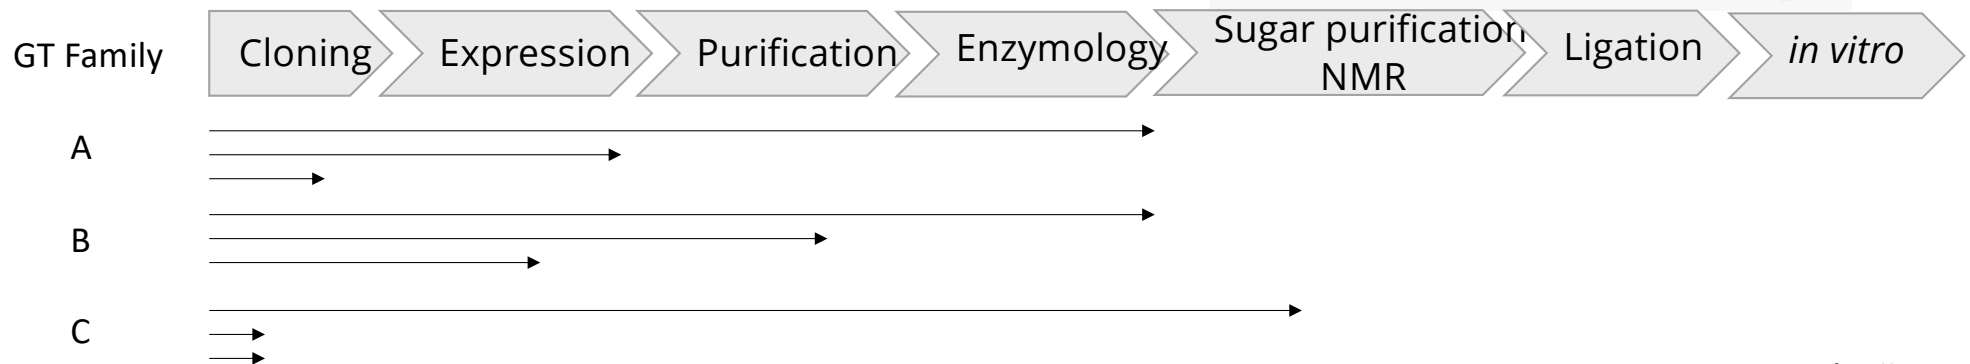 GT Family
Cloning
Expression
Purification
Enzymology
Sugar purification
NMR
Ligation
in vitro
A
B
C